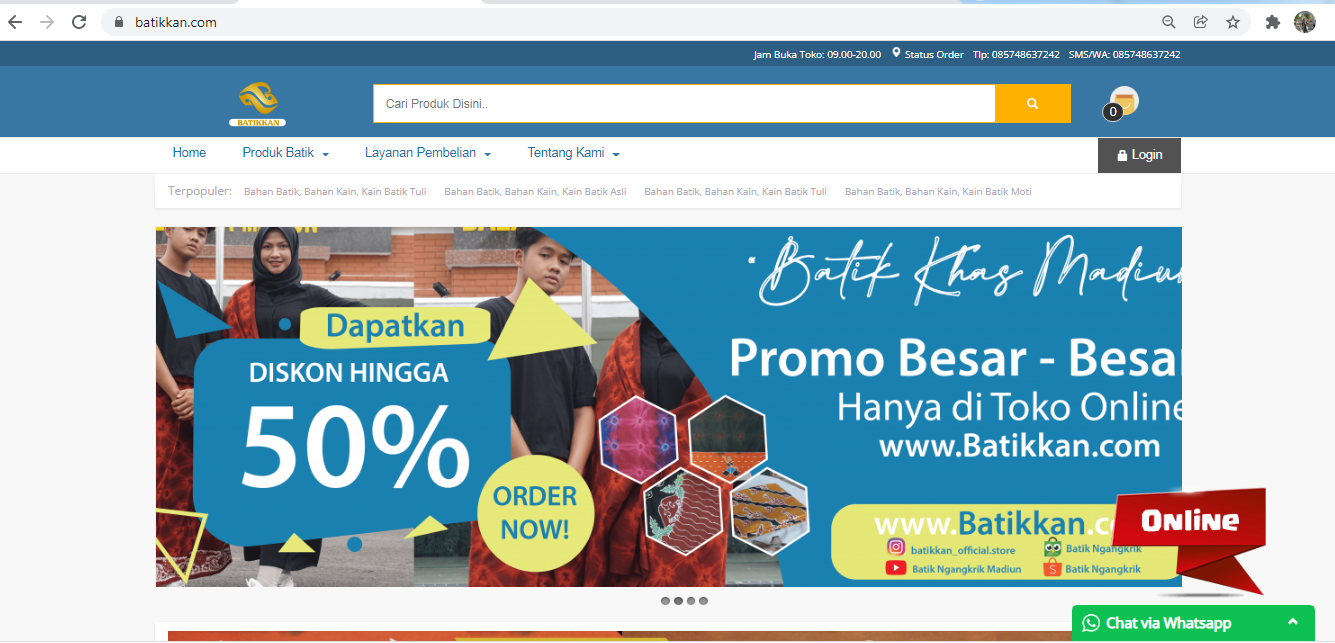 batikkan.com
Jam Buka Toko: 09.00-20.00 Status Order Tlp: 085748637242 SMS/WA: 085748637242
BATIKKAN
Cari Produk Disini..
0
Home Produk Batik Layanan Pembelian Tentang Kami Login
Terpopuler: Bahan Batik, Bahan Kain, Kain Batik Tuli Bahan Batik, Bahan Kain, Kain Batik Asli Bahan Batik, Bahan Kain, Kain Batik Tuli Bahan Batik, Bahan Kain, Kain Batik Moti
Dapatkan
DISKON HINGGA
50%
ORDER
NOW!
Batik Khas Madiun
Promo Besar - Besar
Hanya di Toko Online
www.Batikkan.com
www.Batikkan.co
batikkan_official.store Batik Ngangkrik
Batik Ngangkrik Madiun Batik Ngangkrik
Online
Chat via Whatsapp